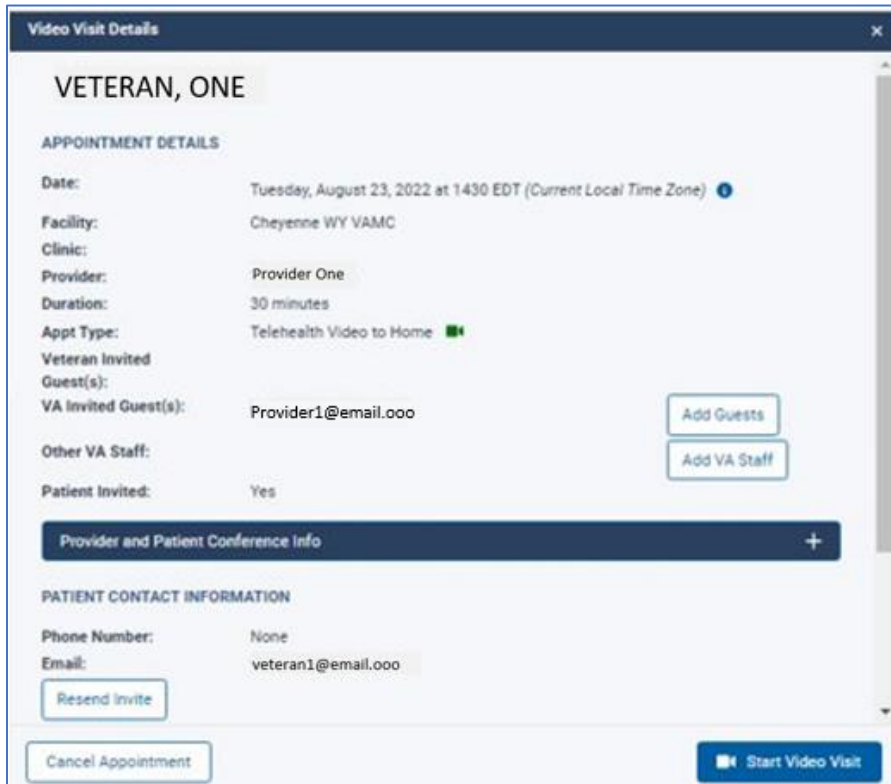 Video Visit Details ×
VETERAN, ONE
APPOINTMENT DETAILS
Date: Tuesday, August 23, 2022 at 1430 EDT (Current Local Time Zone)
Facility: Cheyenne WY VAMC
Clinic:
Provider: Provider One
Duration: 30 minutes
Appt Type: Telehealth Video to Home
Veteran Invited
Guest(s):
VA Invited Guest(s): Provider1@email.ooo Add Guests
Other VA Staff: Add VA Staff
Patient Invited: Yes
Provider and Patient Conference Info +
PATIENT CONTACT INFORMATION
Phone Number: None
Email: veteran1@email.ooo
Resend Invite
Cancel Appointment Start Video Visit